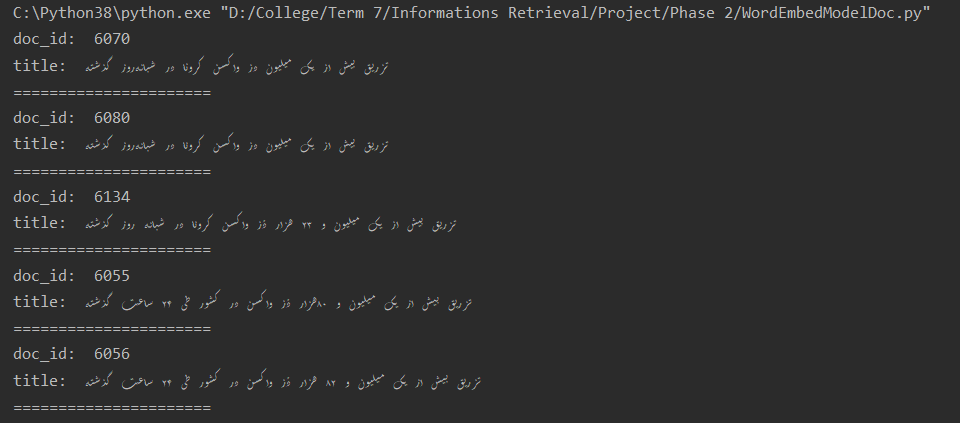 C:\Python38\python.exe "D:/College/Term 7/Informations Retrieval/Project/Phase 2/WordEmbedModelDoc.py"
doc_id:  6070
title:  تزریق بیش از یک میلیون دز واکسن کرونا در شبانه‌روز گذشته
=======================
doc_id:  6080
title:  تزریق بیش از یک میلیون دز واکسن کرونا در شبانه‌روز گذشته
=======================
doc_id:  6134
title:  تزریق بیش از یک میلیون و ۲۳ هزار دُز واکسن کرونا در شبانه روز گذشته
=======================
doc_id:  6055
title:  تزریق بیش از یک میلیون و ۸۰هزار دُز واکسن در کشور طی ۲۴ ساعت گذشته
=======================
doc_id:  6056
title:  تزریق بیش از یک میلیون و ۸۲ هزار دُز واکسن در کشور طی ۲۴ ساعت گذشته
=======================